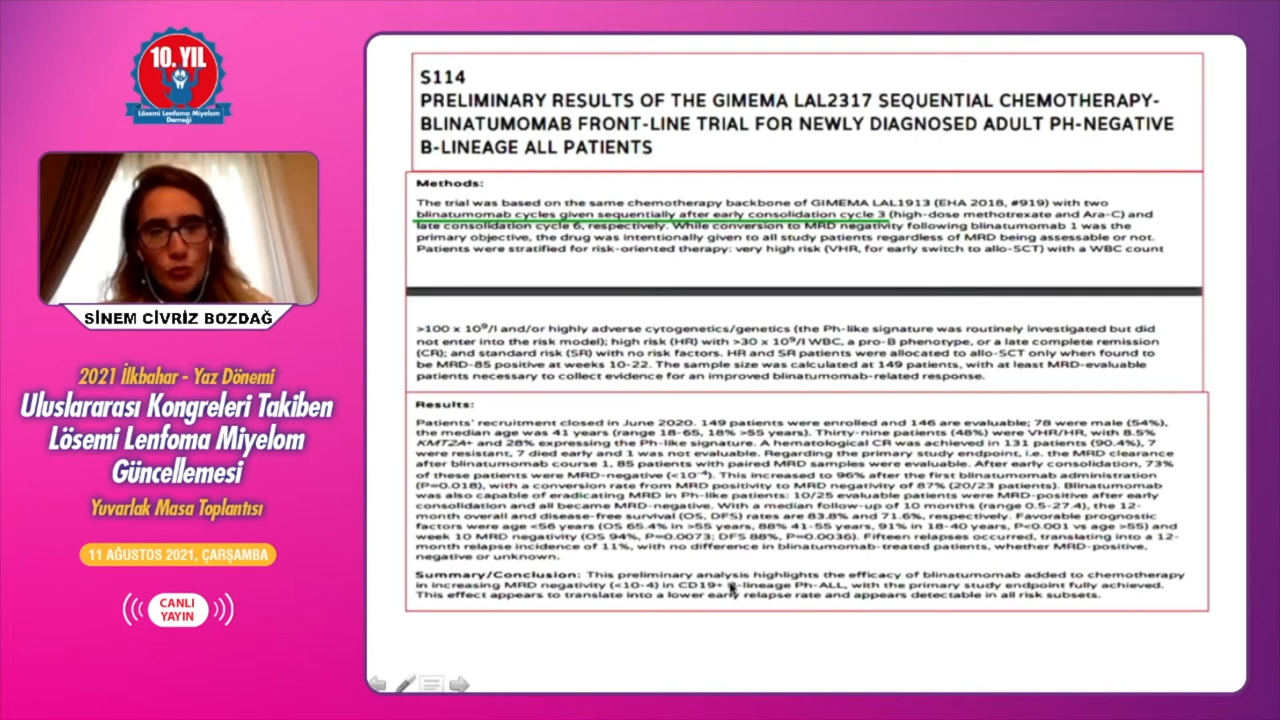 10. YIL
Lösemi Lenfoma Miyelom
Derneği
SİNEM CİVRİZ BOZDAĞ
2021 İlkbahar - Yaz Dönemi
Uluslararası Kongreleri Takiben
Lösemi Lenfoma Miyelom
Güncellemesi
Yuvarlak Masa Toplantısı
11 AĞUSTOS 2021, ÇARŞAMBA
CANLI
YAYIN
S114
PRELIMINARY RESULTS OF THE GIMEMA LAL2317 SEQUENTIAL CHEMOTHERAPY-
BLINATUMOMAB FRONT-LINE TRIAL FOR NEWLY DIAGNOSED ADULT PH-NEGATIVE
B-LINEAGE ALL PATIENTS
Methods:
The trial was based on the same chemotherapy backbone of GIMEMA LAL1913 (EHA 2018, #919) with two
blinatumomab cycles given sequentially after early consolidation cycle 3 (high-dose methotrexate and Ara-C) and
late consolidation cycle 6, respectively. While conversion to MRD negativity following blinatumomab 1 was the
primary objective, the drug was intentionally given to all study patients regardless of MRD being assessable or not.
Patients were stratified for risk-oriented therapy: very high risk (VHR, for early switch to allo-SCT) with a WBC count
>100 x 10⁹/l and/or highly adverse cytogenetics/genetics (the Ph-like signature was routinely investigated but did
not enter into the risk model); high risk (HR) with >30 x 10⁹/l WBC, a pro-B phenotype, or a late complete remission
(CR); and standard risk (SR) with no risk factors. HR and SR patients were allocated to allo-SCT only when found to
be MRD-85 positive at weeks 10-22. The sample size was calculated at 149 patients, with at least MRD-evaluable
patients necessary to collect evidence for an improved blinatumomab-related response.
Results:
Patients' recruitment closed in June 2020. 149 patients were enrolled and 146 are evaluable; 78 were male (54%),
the median age was 41 years (range 18-65, 18% >55 years). Thirty-nine patients (48%) were VHR/HR, with 8.5%
KMT2A+ and 28% expressing the Ph-like signature. A hematological CR was achieved in 131 patients (90.4%), 7
were resistant, 7 died early and 1 was not evaluable. Regarding the primary study endpoint, i.e. the MRD clearance
after blinatumomab course 1, 85 patients with paired MRD samples were evaluable. After early consolidation, 73%
of these patients were MRD-negative (<10⁻⁴). This increased to 96% after the first blinatumomab administration
(P=0.018), with a conversion rate from MRD positivity to MRD negativity of 87% (20/23 patients). Blinatumomab
was also capable of eradicating MRD in Ph-like patients: 10/25 evaluable patients were MRD-positive after early
consolidation and all became MRD-negative. With a median follow-up of 10 months (range 0.5-27.4), the 12-
month overall and disease-free survival (OS, DFS) rates are 83.8% and 71.6%, respectively. Favorable prognostic
factors were age <56 years (OS 65.4% in >55 years, 88% 41-55 years, 91% in 18-40 years, P<0.001 vs age >55) and
week 10 MRD negativity (OS 94%, P=0.0073; DFS 88%, P=0.0036). Fifteen relapses occurred, translating into a 12-
month relapse incidence of 11%, with no difference in blinatumomab-treated patients, whether MRD-positive,
negative or unknown.
Summary/Conclusion: This preliminary analysis highlights the efficacy of blinatumomab added to chemotherapy
in increasing MRD negativity (<10-4) in CD19+ B-lineage Ph-ALL, with the primary study endpoint fully achieved.
This effect appears to translate into a lower early relapse rate and appears detectable in all risk subsets.